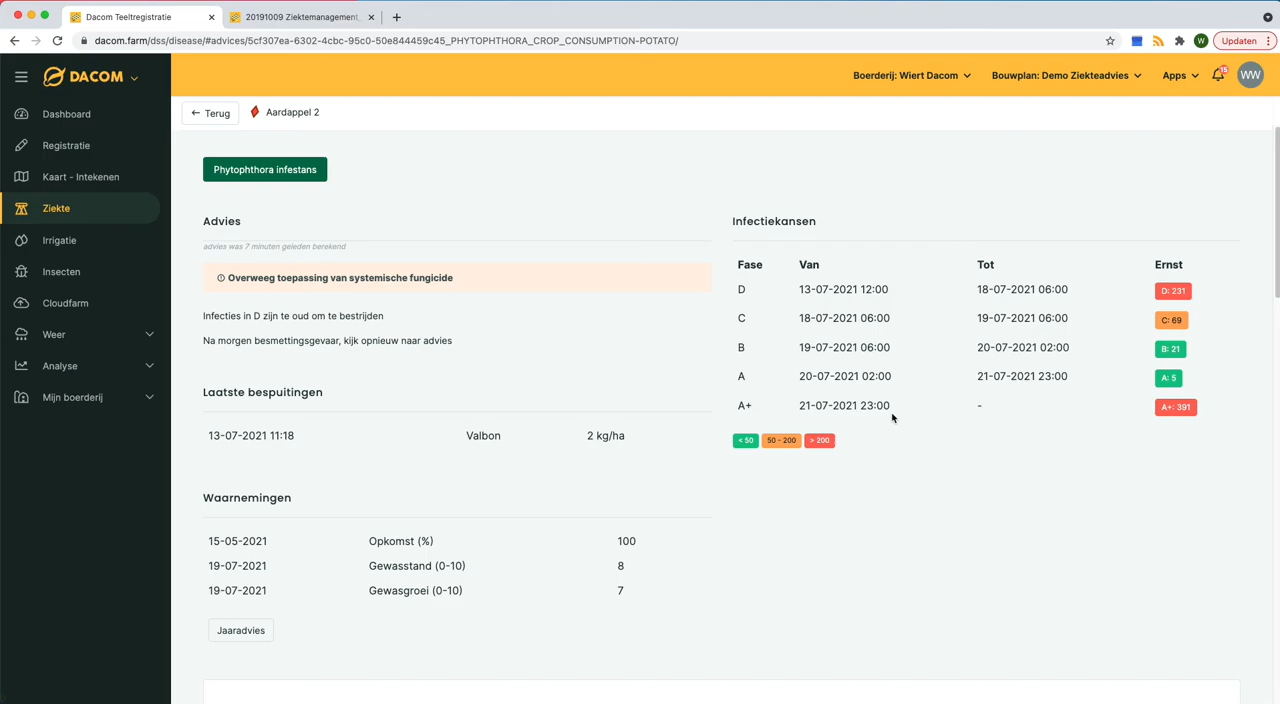 Dacom Teeltregistratie
20191009 Ziektemanagement_
dacom.farm/dss/disease/#advices/5cf307ea-6302-4cbc-95c0-50e844459c45_PHYTOPHTHORA_CROP_CONSUMPTION-POTATO/
W
Updaten
DACOM
Boerderij: Wiert Dacom
Bouwplan: Demo Ziekteadvies
Apps
15
WW
Dashboard
Registratie
Kaart - Intekenen
Ziekte
Irrigatie
Insecten
Cloudfarm
Weer
Analyse
Mijn boerderij
← Terug
Aardappel 2
Phytophthora infestans
Advies
advies was 7 minuten geleden berekend
Overweeg toepassing van systemische fungicide
Infecties in D zijn te oud om te bestrijden
Na morgen besmettingsgevaar, kijk opnieuw naar advies
Laatste bespuitingen
13-07-2021 11:18 Valbon 2 kg/ha
Waarnemingen
15-05-2021 Opkomst (%) 100
19-07-2021 Gewasstand (0-10) 8
19-07-2021 Gewasgroei (0-10) 7
Jaaradvies
Infectiekansen
Fase Van Tot Ernst
D 13-07-2021 12:00 18-07-2021 06:00 D: 231
C 18-07-2021 06:00 19-07-2021 06:00 C: 69
B 19-07-2021 06:00 20-07-2021 02:00 B: 21
A 20-07-2021 02:00 21-07-2021 23:00 A: 5
A+ 21-07-2021 23:00 - A+: 391
< 50 50 - 200 > 200